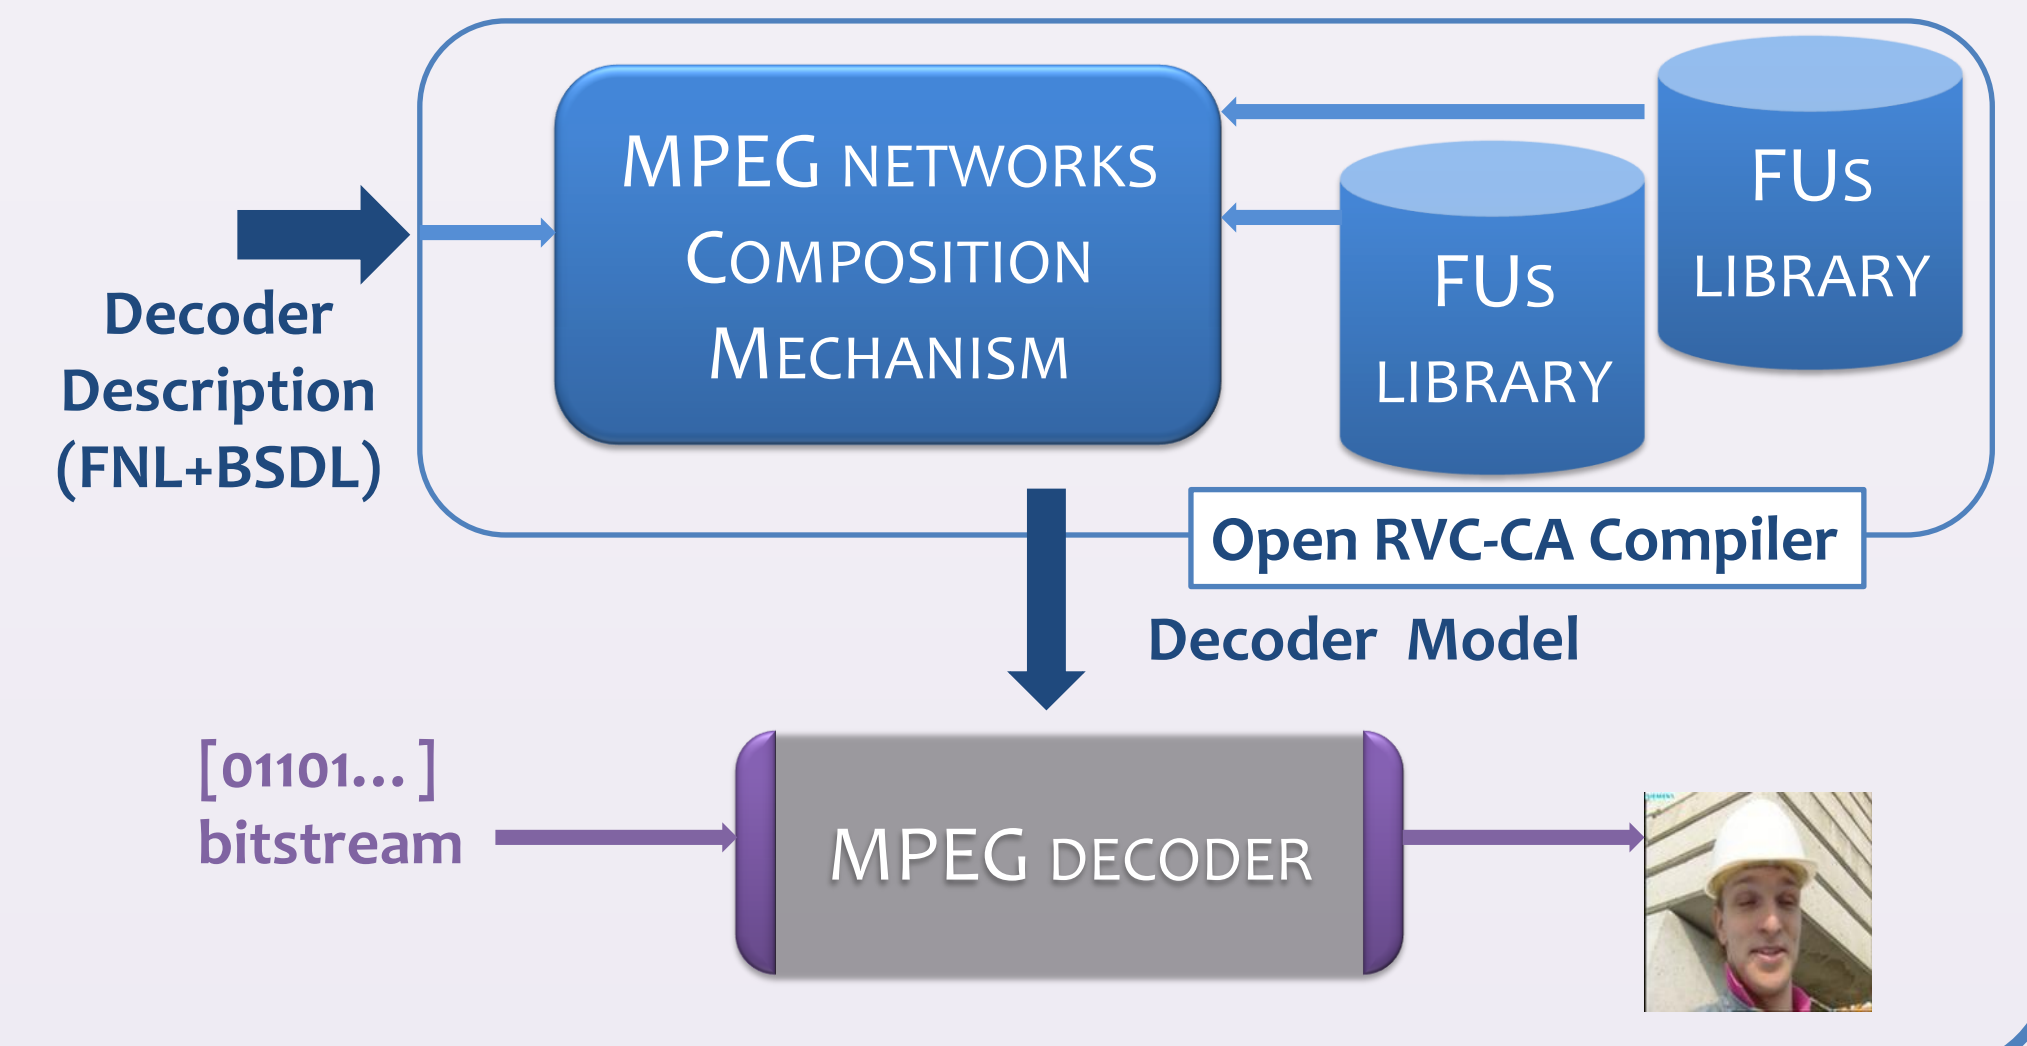 MPEG NETWORKS
COMPOSITION
MECHANISM
FUs
LIBRARY
FUs
LIBRARY
Decoder
Description
(FNL+BSDL)
Open RVC-CA Compiler
Decoder Model
[01101...]
bitstream
MPEG DECODER
SIEMENS